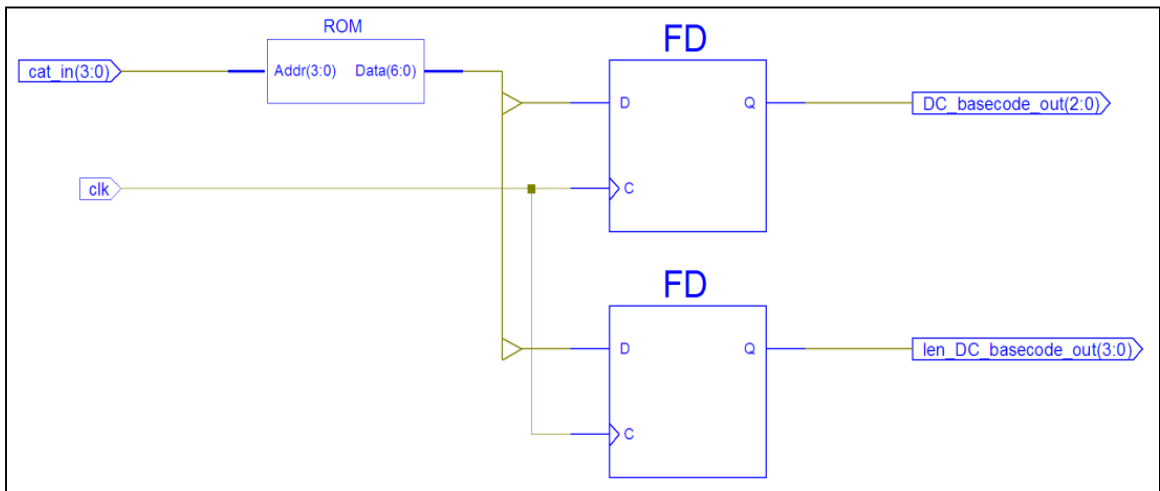 ROM
cat_in(3:0)
Addr(3:0) Data(6:0)
FD
D Q
DC_basecode_out(2:0)
clk
C
FD
D Q
len_DC_basecode_out(3:0)
C